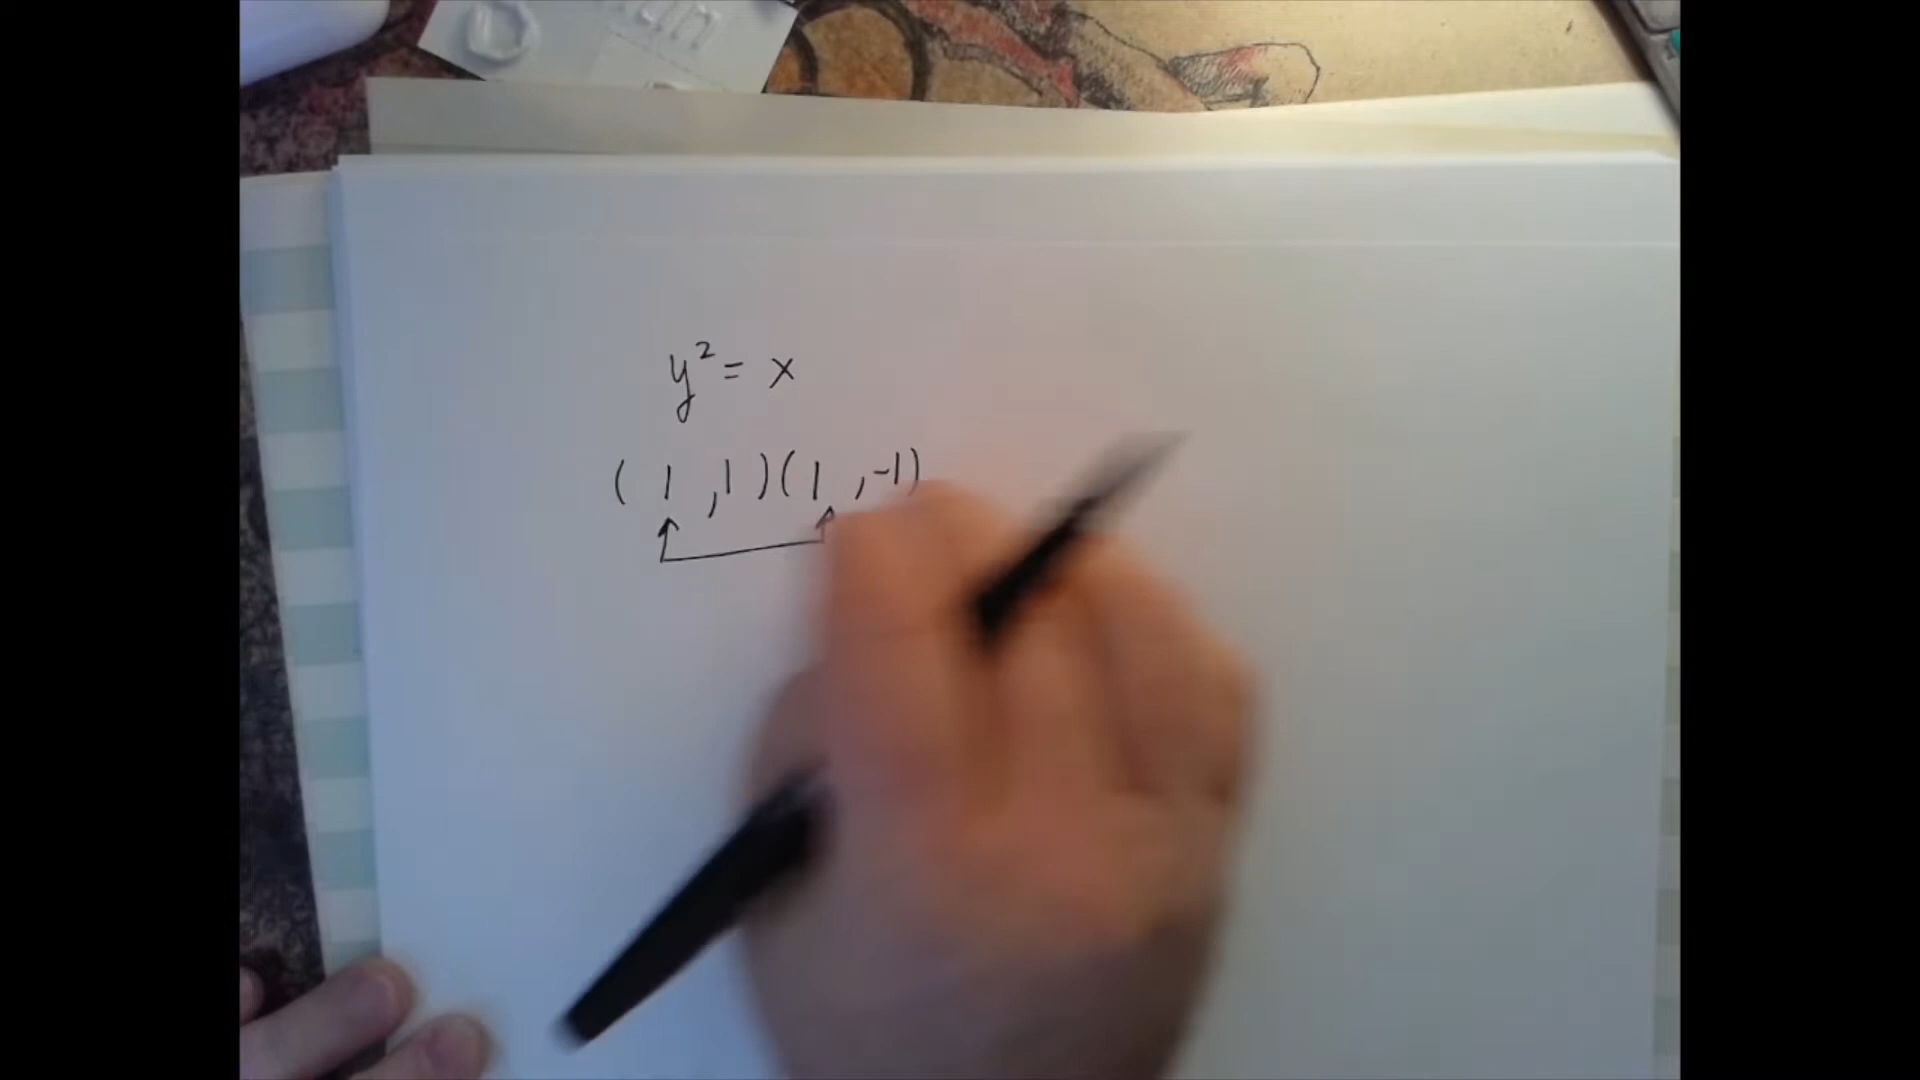 y² = x
(1,1)(1,-1)